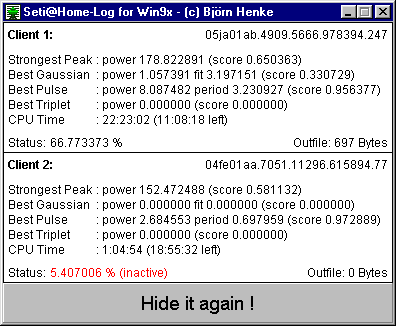 Seti@Home-Log for Win9x - (c) Björn Henke
Client 1: 05ja01ab.4909.5666.978394.247
Strongest Peak : power 178.822891 (score 0.650363)
Best Gaussian : power 1.057391 fit 3.197151 (score 0.330729)
Best Pulse : power 8.087482 period 3.230927 (score 0.956377)
Best Triplet : power 0.000000 (score 0.000000)
CPU Time : 22:23:02 (11:08:18 left)
Status: 66.773373 % Outfile: 697 Bytes
Client 2: 04fe01aa.7051.11296.615894.77
Strongest Peak : power 152.472488 (score 0.581132)
Best Gaussian : power 0.000000 fit 0.000000 (score 0.000000)
Best Pulse : power 2.684553 period 0.697959 (score 0.972889)
Best Triplet : power 0.000000 (score 0.000000)
CPU Time : 1:04:54 (18:55:32 left)
Status: 5.407006 % (inactive) Outfile: 0 Bytes
Hide it again !